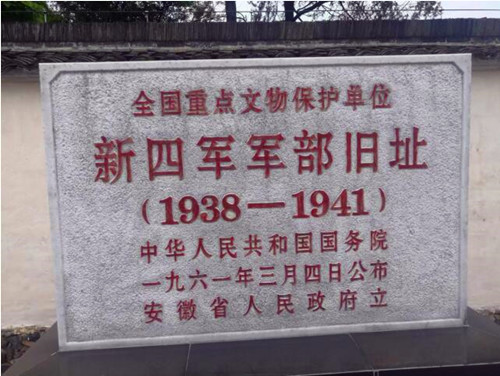 全国重点文物保护单位
新四军军部旧址
(1938—1941)
中华人民共和国国务院
一九六一年三月四日公布
安徽省人民政府立